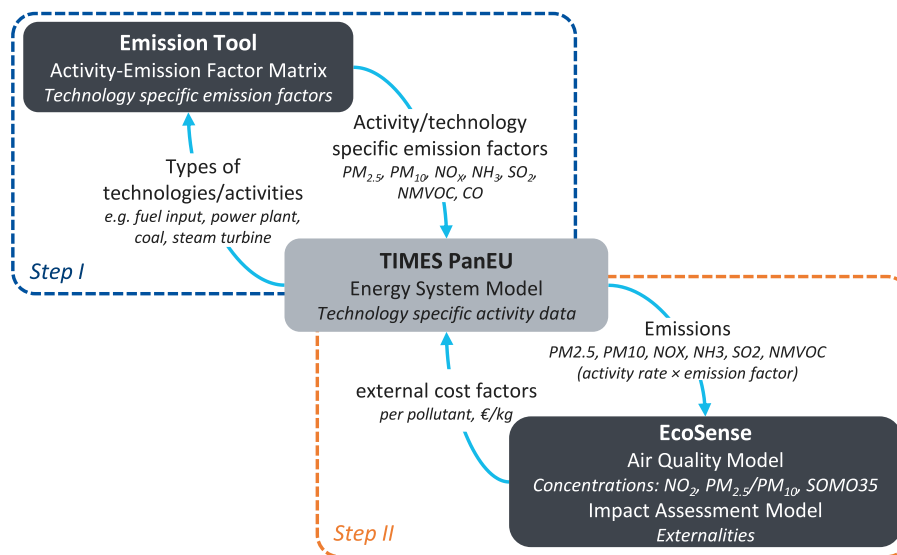 Emission Tool
Activity-Emission Factor Matrix
Technology specific emission factors
Activity/technology
specific emission factors
PM₂.₅, PM₁₀, NOₓ, NH₃, SO₂,
NMVOC, CO
Types of
technologies/activities
e.g. fuel input, power plant,
coal, steam turbine
Step I
TIMES PanEU
Energy System Model
Technology specific activity data
Emissions
PM2.5, PM10, NOX, NH3, SO2, NMVOC
(activity rate × emission factor)
external cost factors
per pollutant, €/kg
EcoSense
Air Quality Model
Concentrations: NO₂, PM₂.₅/PM₁₀, SOMO35
Impact Assessment Model
Externalities
Step II